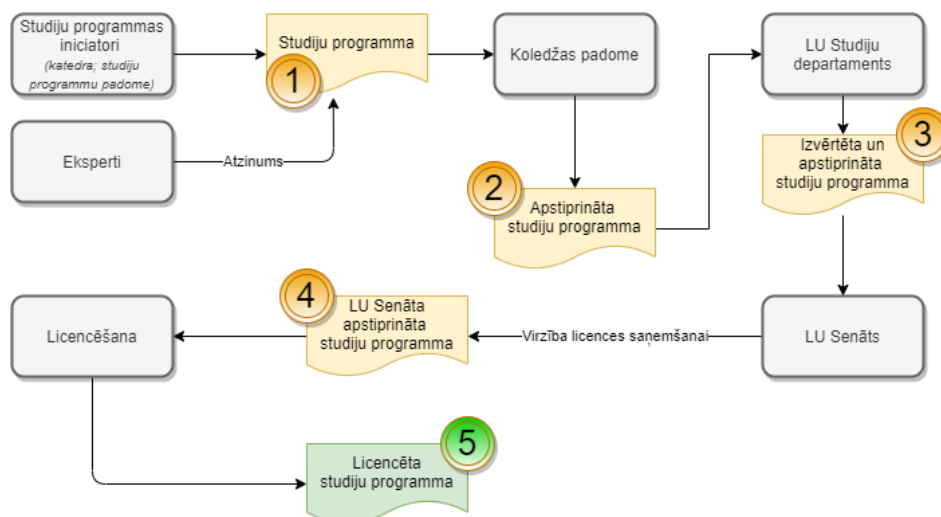 Studiju programmas
iniciatori
(katedra; studiju
programmu padome)
Studiju programma
1
Koledžas padome
LU Studiju
departaments
Eksperti
Atzinums
2
Apstiprināta
studiju programma
3
Izvērtēta un
apstiprināta
studiju programma
Licencēšana
4
LU Senāta
apstiprināta
studiju programma
Virzība licences saņemšanai
LU Senāts
5
Licencēta
studiju programma